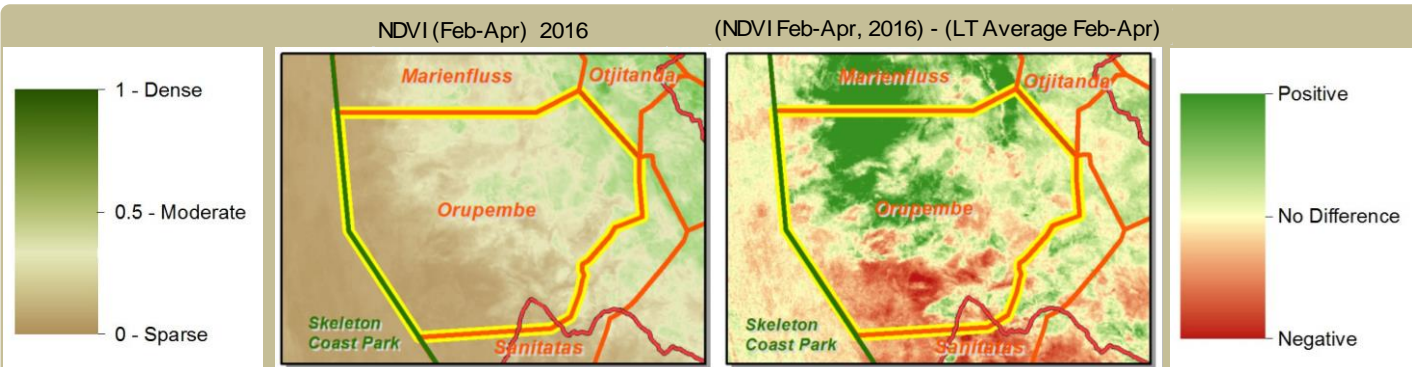 NDVI (Feb-Apr) 2016
(NDVI Feb-Apr, 2016) - (LT Average Feb-Apr)
1 - Dense
0.5 - Moderate
0 - Sparse
Marienfluss
Otjitanda
Orupembe
Skeleton
Coast Park
Sanitatas
Marienfluss
Otjitanda
Orupembe
Skeleton
Coast Park
Sanitatas
Positive
No Difference
Negative